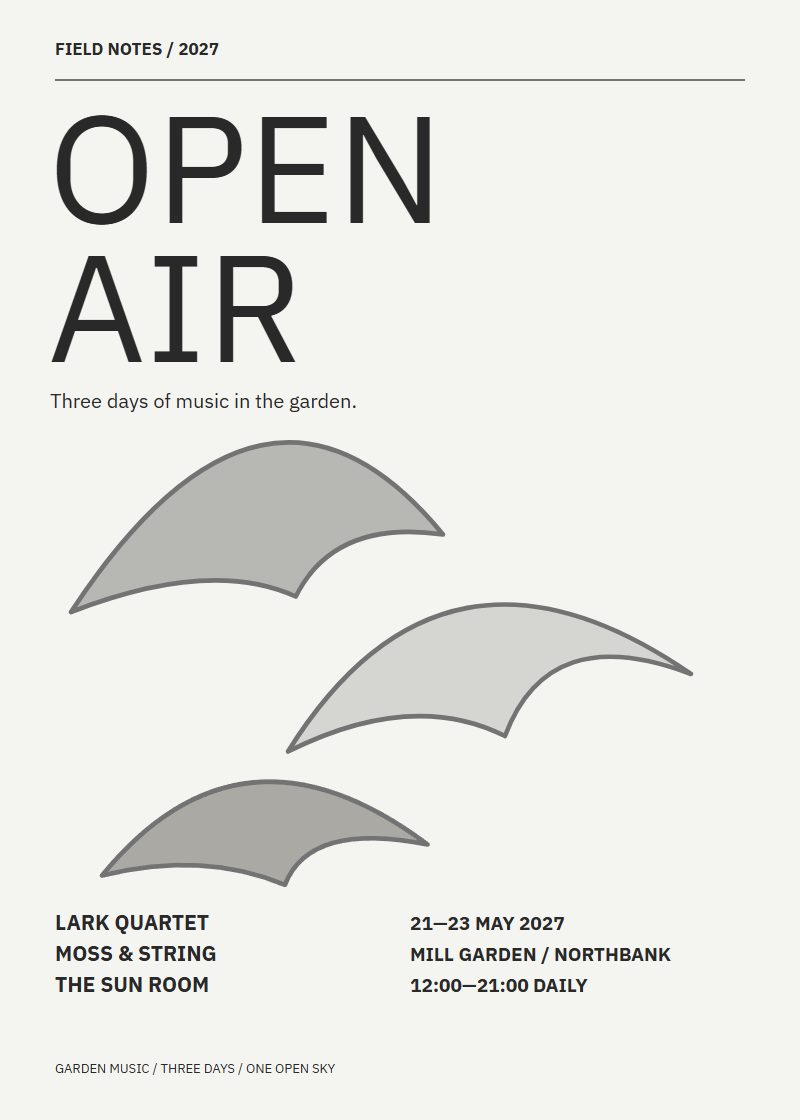 FIELD NOTES / 2027
OPEN
AIR
Three days of music in the garden.
LARK QUARTET
MOSS & STRING
THE SUN ROOM
21—23 MAY 2027
MILL GARDEN / NORTHBANK
12:00—21:00 DAILY
GARDEN MUSIC / THREE DAYS / ONE OPEN SKY